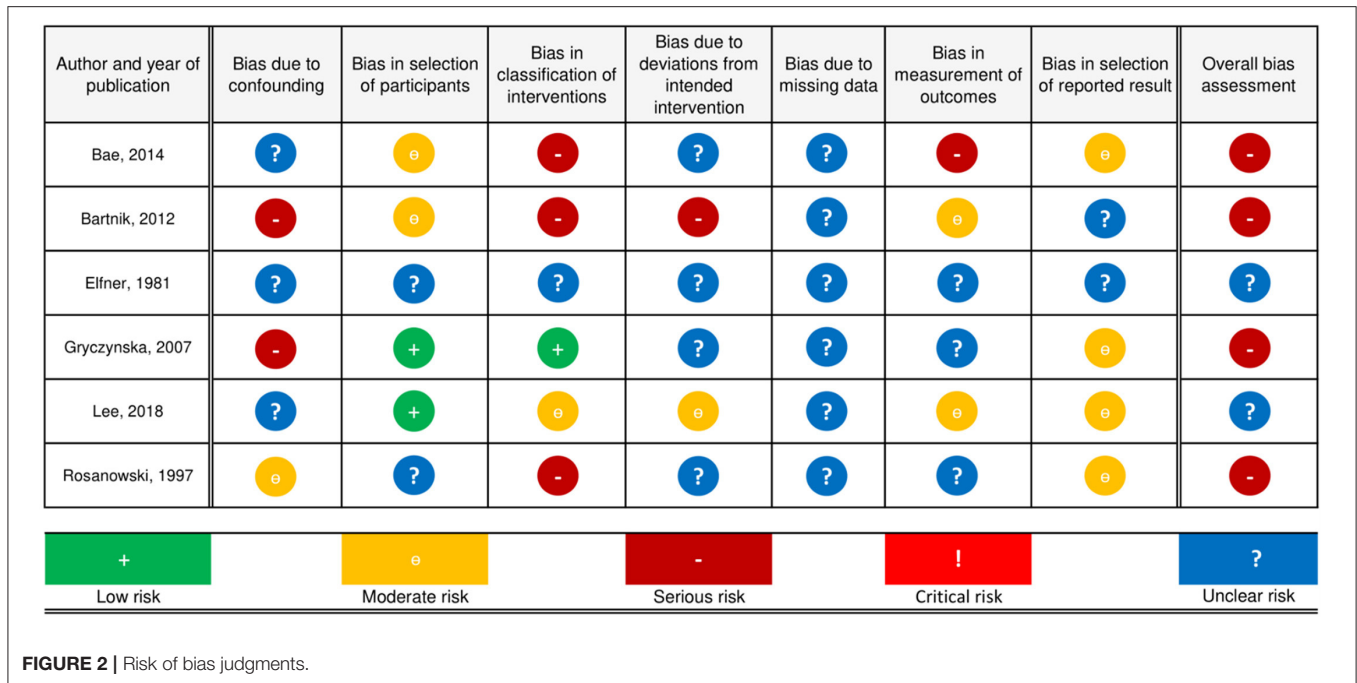 Author and year of publication | Bias due to confounding | Bias in selection of participants | Bias in classification of interventions | Bias due to deviations from intended intervention | Bias due to missing data | Bias in measurement of outcomes | Bias in selection of reported result | Overall bias assessment
Bae, 2014 | ? | ɵ | - | ? | ? | - | ɵ | -
Bartnik, 2012 | - | ɵ | - | - | ? | ɵ | ? | -
Elfner, 1981 | ? | ? | ? | ? | ? | ? | ? | ?
Gryczynska, 2007 | - | + | + | ? | ? | ? | ɵ | -
Lee, 2018 | ? | + | ɵ | ɵ | ? | ɵ | ɵ | ?
Rosanowski, 1997 | ɵ | ? | - | ? | ? | ? | ɵ | -
+ | ɵ | - | ! | ?
Low risk | Moderate risk | Serious risk | Critical risk | Unclear risk
FIGURE 2 | Risk of bias judgments.